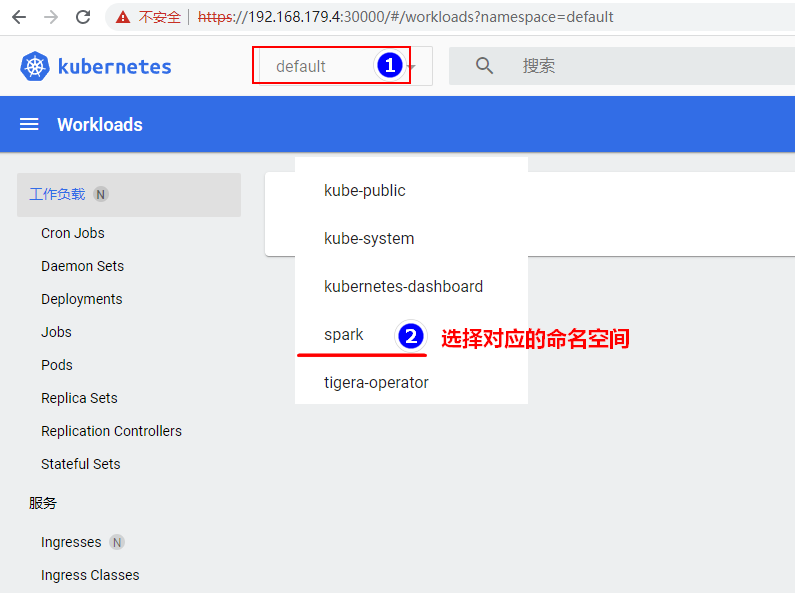 不安全 https://192.168.179.4:30000/#/workloads?namespace=default
kubernetes default 1 搜索
Workloads
工作负载 N
kube-public
Cron Jobs
kube-system
Daemon Sets
kubernetes-dashboard
Deployments
Jobs
spark 2 选择对应的命名空间
Pods
tigera-operator
Replica Sets
Replication Controllers
Stateful Sets
服务
Ingresses N
Ingress Classes